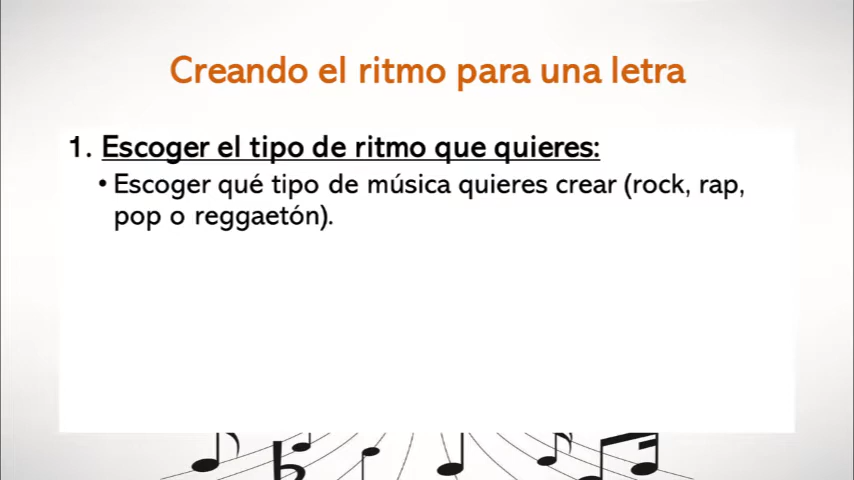 Creando el ritmo para una letra
1. Escoger el tipo de ritmo que quieres:
• Escoger qué tipo de música quieres crear (rock, rap,
pop o reggaetón).